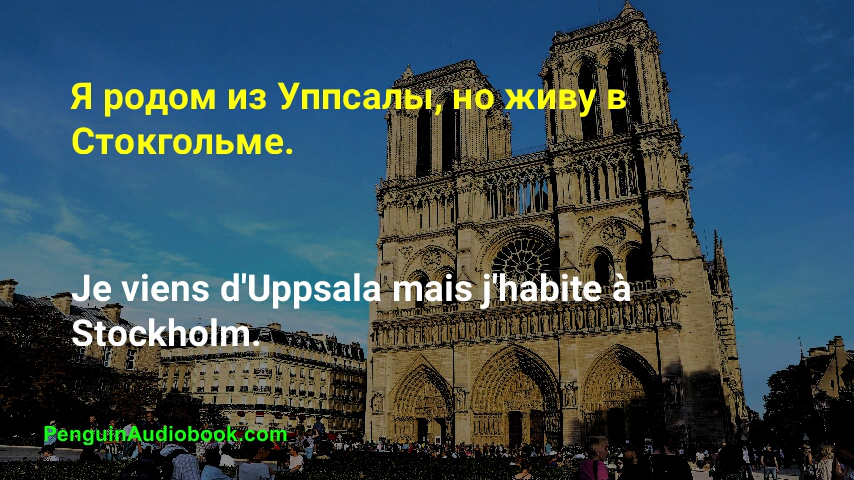 Я родом из Уппсалы, но живу в
Стокгольме.
Je viens d'Uppsala mais j'habite à
Stockholm.
PenguinAudiobook.com